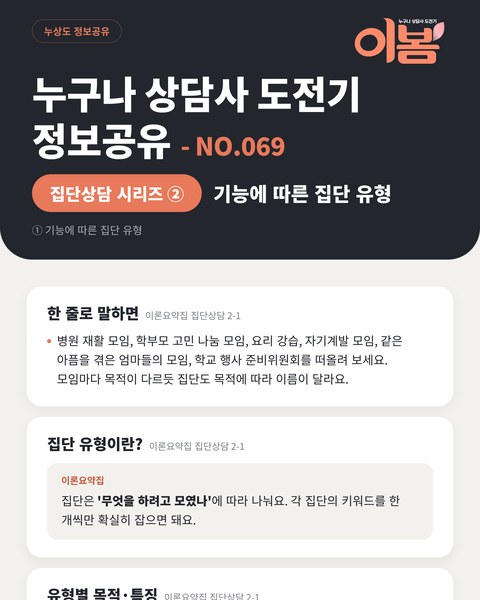 누상도 정보공유
누구나 상담사 도전기
이봄
누구나 상담사 도전기
정보공유 - NO.069
집단상담 시리즈 ② 기능에 따른 집단 유형
① 기능에 따른 집단 유형
한 줄로 말하면 이론요약집 집단상담 2-1
• 병원 재활 모임, 학부모 고민 나눔 모임, 요리 강습, 자기계발 모임, 같은
아픔을 겪은 엄마들의 모임, 학교 행사 준비위원회를 떠올려 보세요.
모임마다 목적이 다르듯 집단도 목적에 따라 이름이 달라요.
집단 유형이란? 이론요약집 집단상담 2-1
이론요약집
집단은 '무엇을 하려고 모였나'에 따라 나눠요. 각 집단의 키워드를 한
개씩만 확실히 잡으면 돼요.
유형별 목적·특징 이론요약집 집단상담 2-1